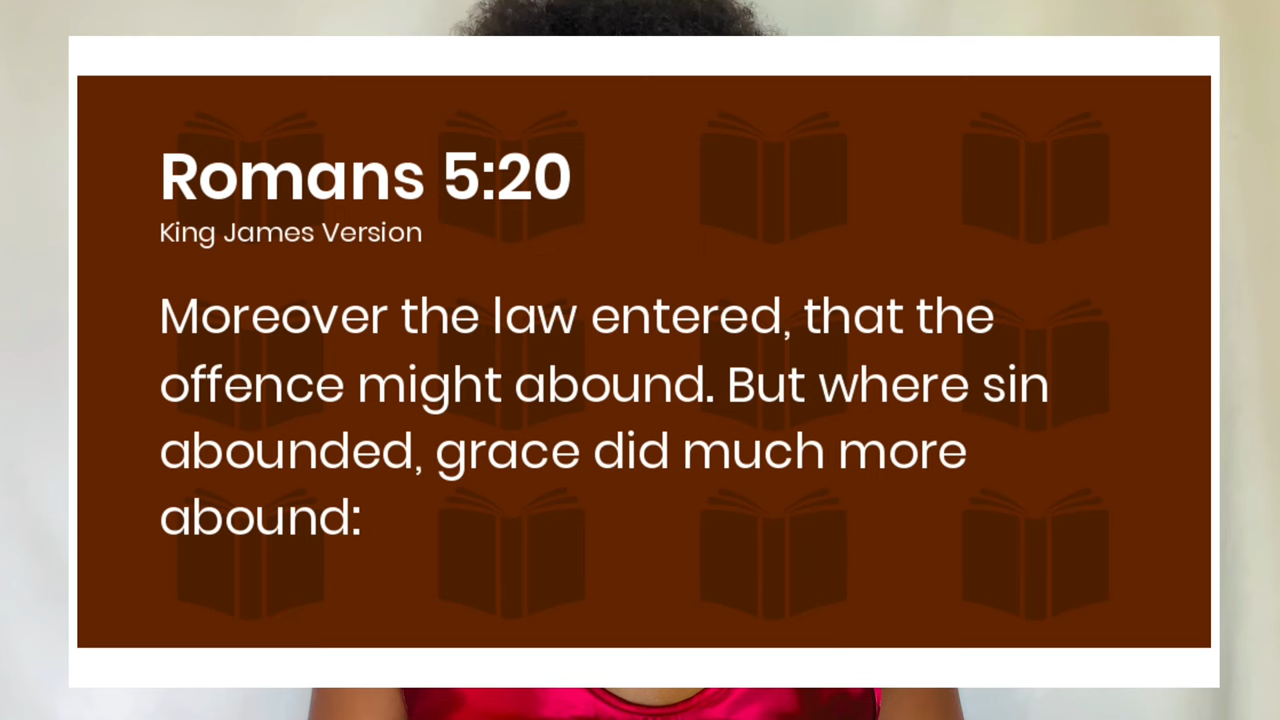 Romans 5:20
King James Version
Moreover the law entered, that the
offence might abound. But where sin
abounded, grace did much more
abound: